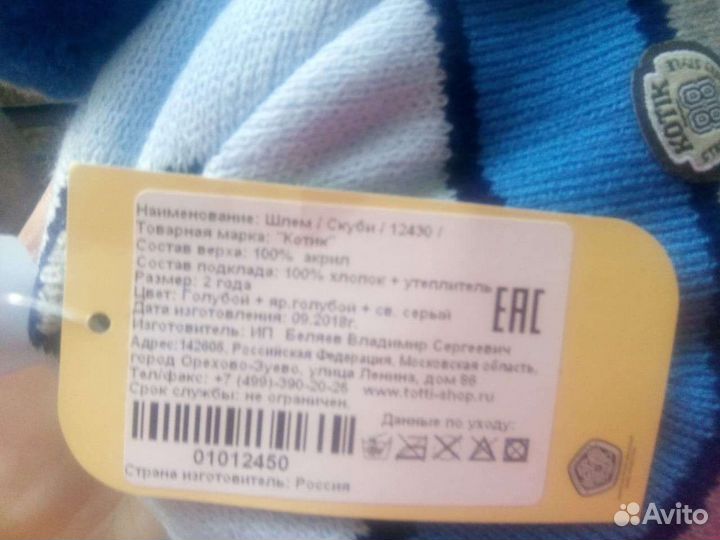 Наименование: Шлем / Скуби / 12430 /
Товарная марка: "Котик"
Состав верха: 100% акрил
Состав подклада: 100% хлопок + утеплитель
Размер: 2 года
Цвет: Голубой + яр.голубой + св. серый
Дата изготовления: 09.2018г.
Изготовитель: ИП Беляев Владимир Сергеевич
Адрес:142606, Российская Федерация, Московская область,
город Орехово-Зуево, улица Ленина, дом 86
Тел/факс: +7 (499)-390-20-26 www.totti-shop.ru
Срок службы: не ограничен.
Данные по уходу:
01012450
Страна изготовитель: Россия
EAC
STYLE
88
KOTIK
Avito